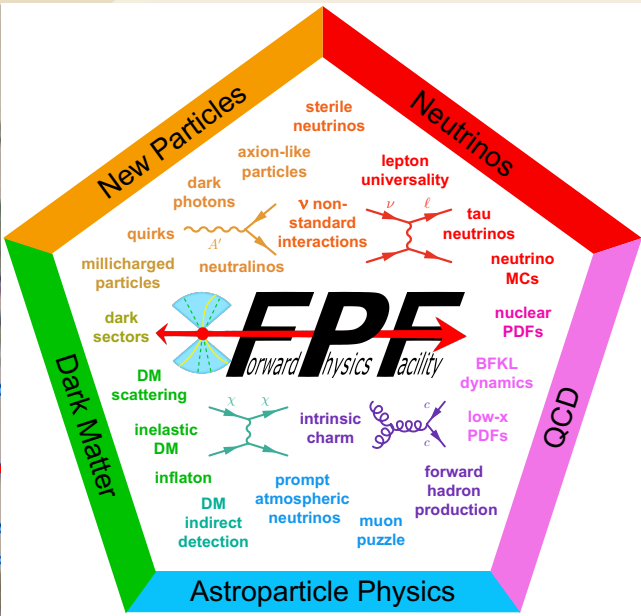 New Particles
Neutrinos
sterile
neutrinos
axion-like
particles
lepton
universality
dark
photons
ν non-
standard
interactions
ν
ℓ
tau
neutrinos
quirks
A′
neutralinos
millicharged
particles
neutrino
MCs
dark
sectors
FPF
Forward Physics Facility
nuclear
PDFs
BFKL
dynamics
DM
scattering
χ
χ
intrinsic
charm
c
c
low-x
PDFs
inelastic
DM
Dark Matter
QCD
inflaton
prompt
atmospheric
neutrinos
forward
hadron
production
DM
indirect
detection
muon
puzzle
Astroparticle Physics